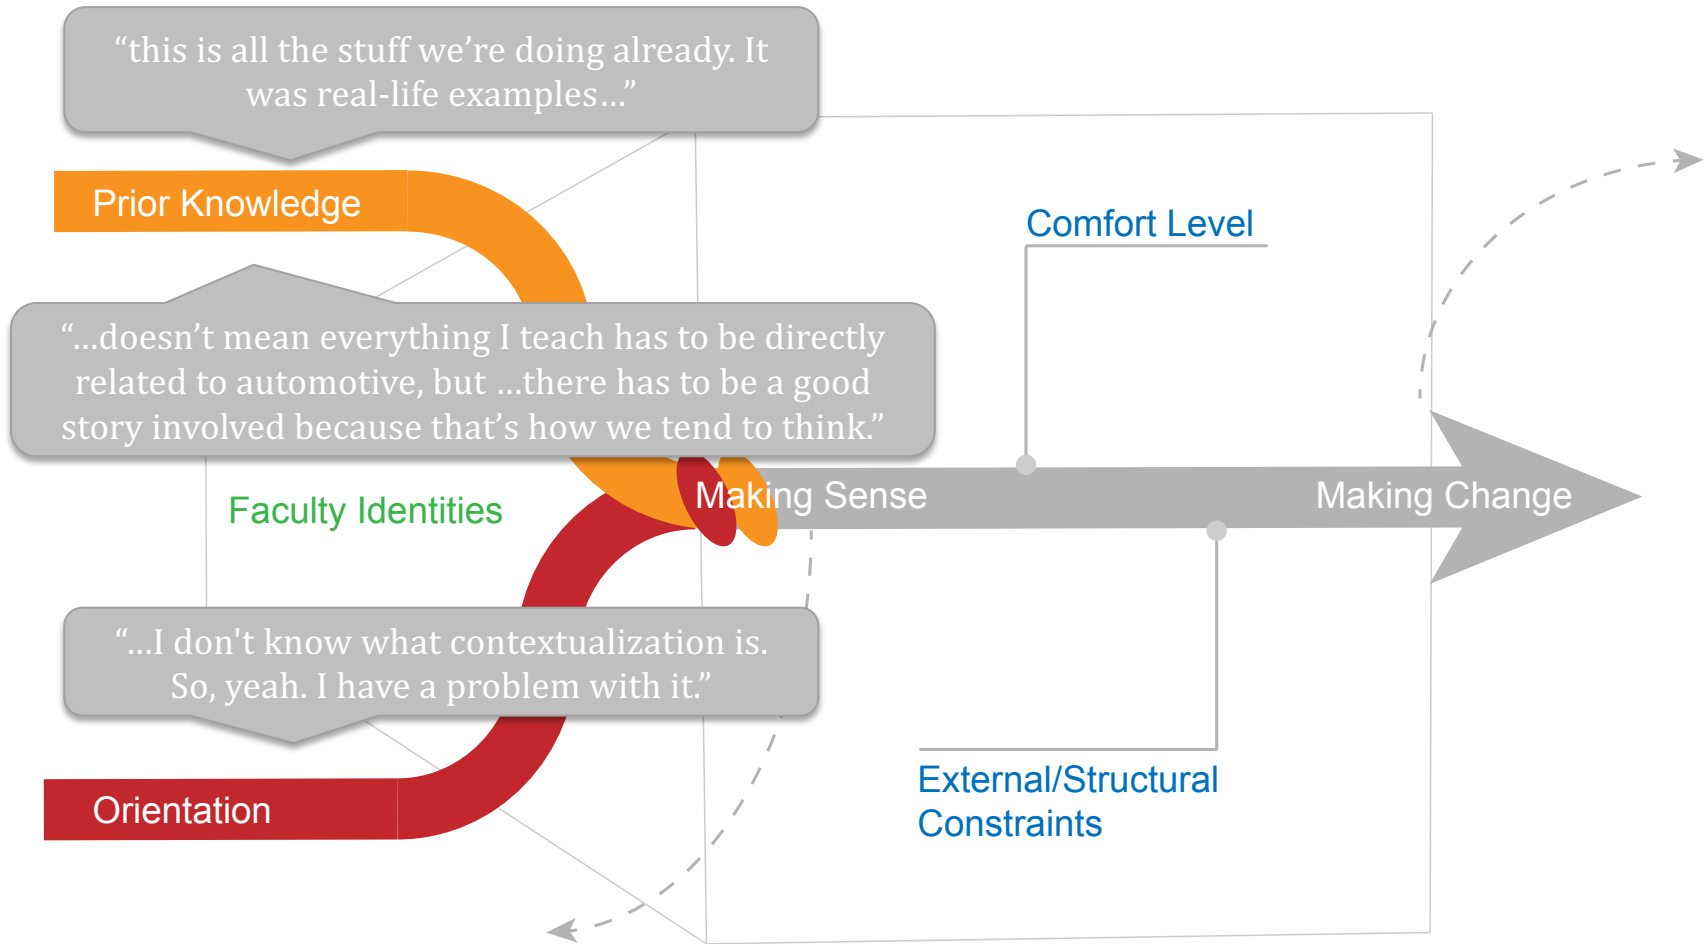 “this is all the stuff we’re doing already. It
was real-life examples…”
Prior Knowledge
Comfort Level
“…doesn’t mean everything I teach has to be directly
related to automotive, but …there has to be a good
story involved because that’s how we tend to think.”
Faculty Identities
Making Sense
Making Change
“…I don't know what contextualization is.
So, yeah. I have a problem with it.”
Orientation
External/Structural
Constraints